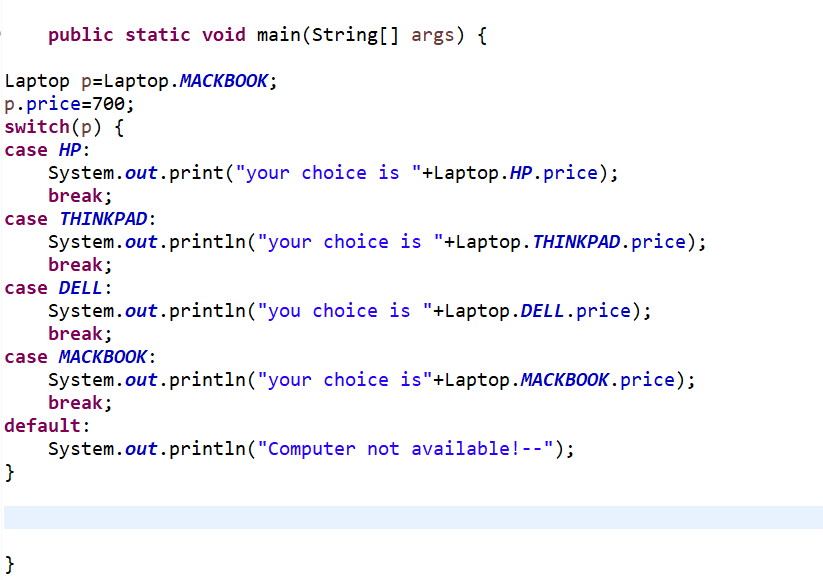 public static void main(String[] args) {
Laptop p=Laptop.MACKBOOK;
p.price=700;
switch(p) {
case HP:
System.out.print("your choice is "+Laptop.HP.price);
break;
case THINKPAD:
System.out.println("your choice is "+Laptop.THINKPAD.price);
break;
case DELL:
System.out.println("you choice is "+Laptop.DELL.price);
break;
case MACKBOOK:
System.out.println("your choice is"+Laptop.MACKBOOK.price);
break;
default:
System.out.println("Computer not available!--");
}
}